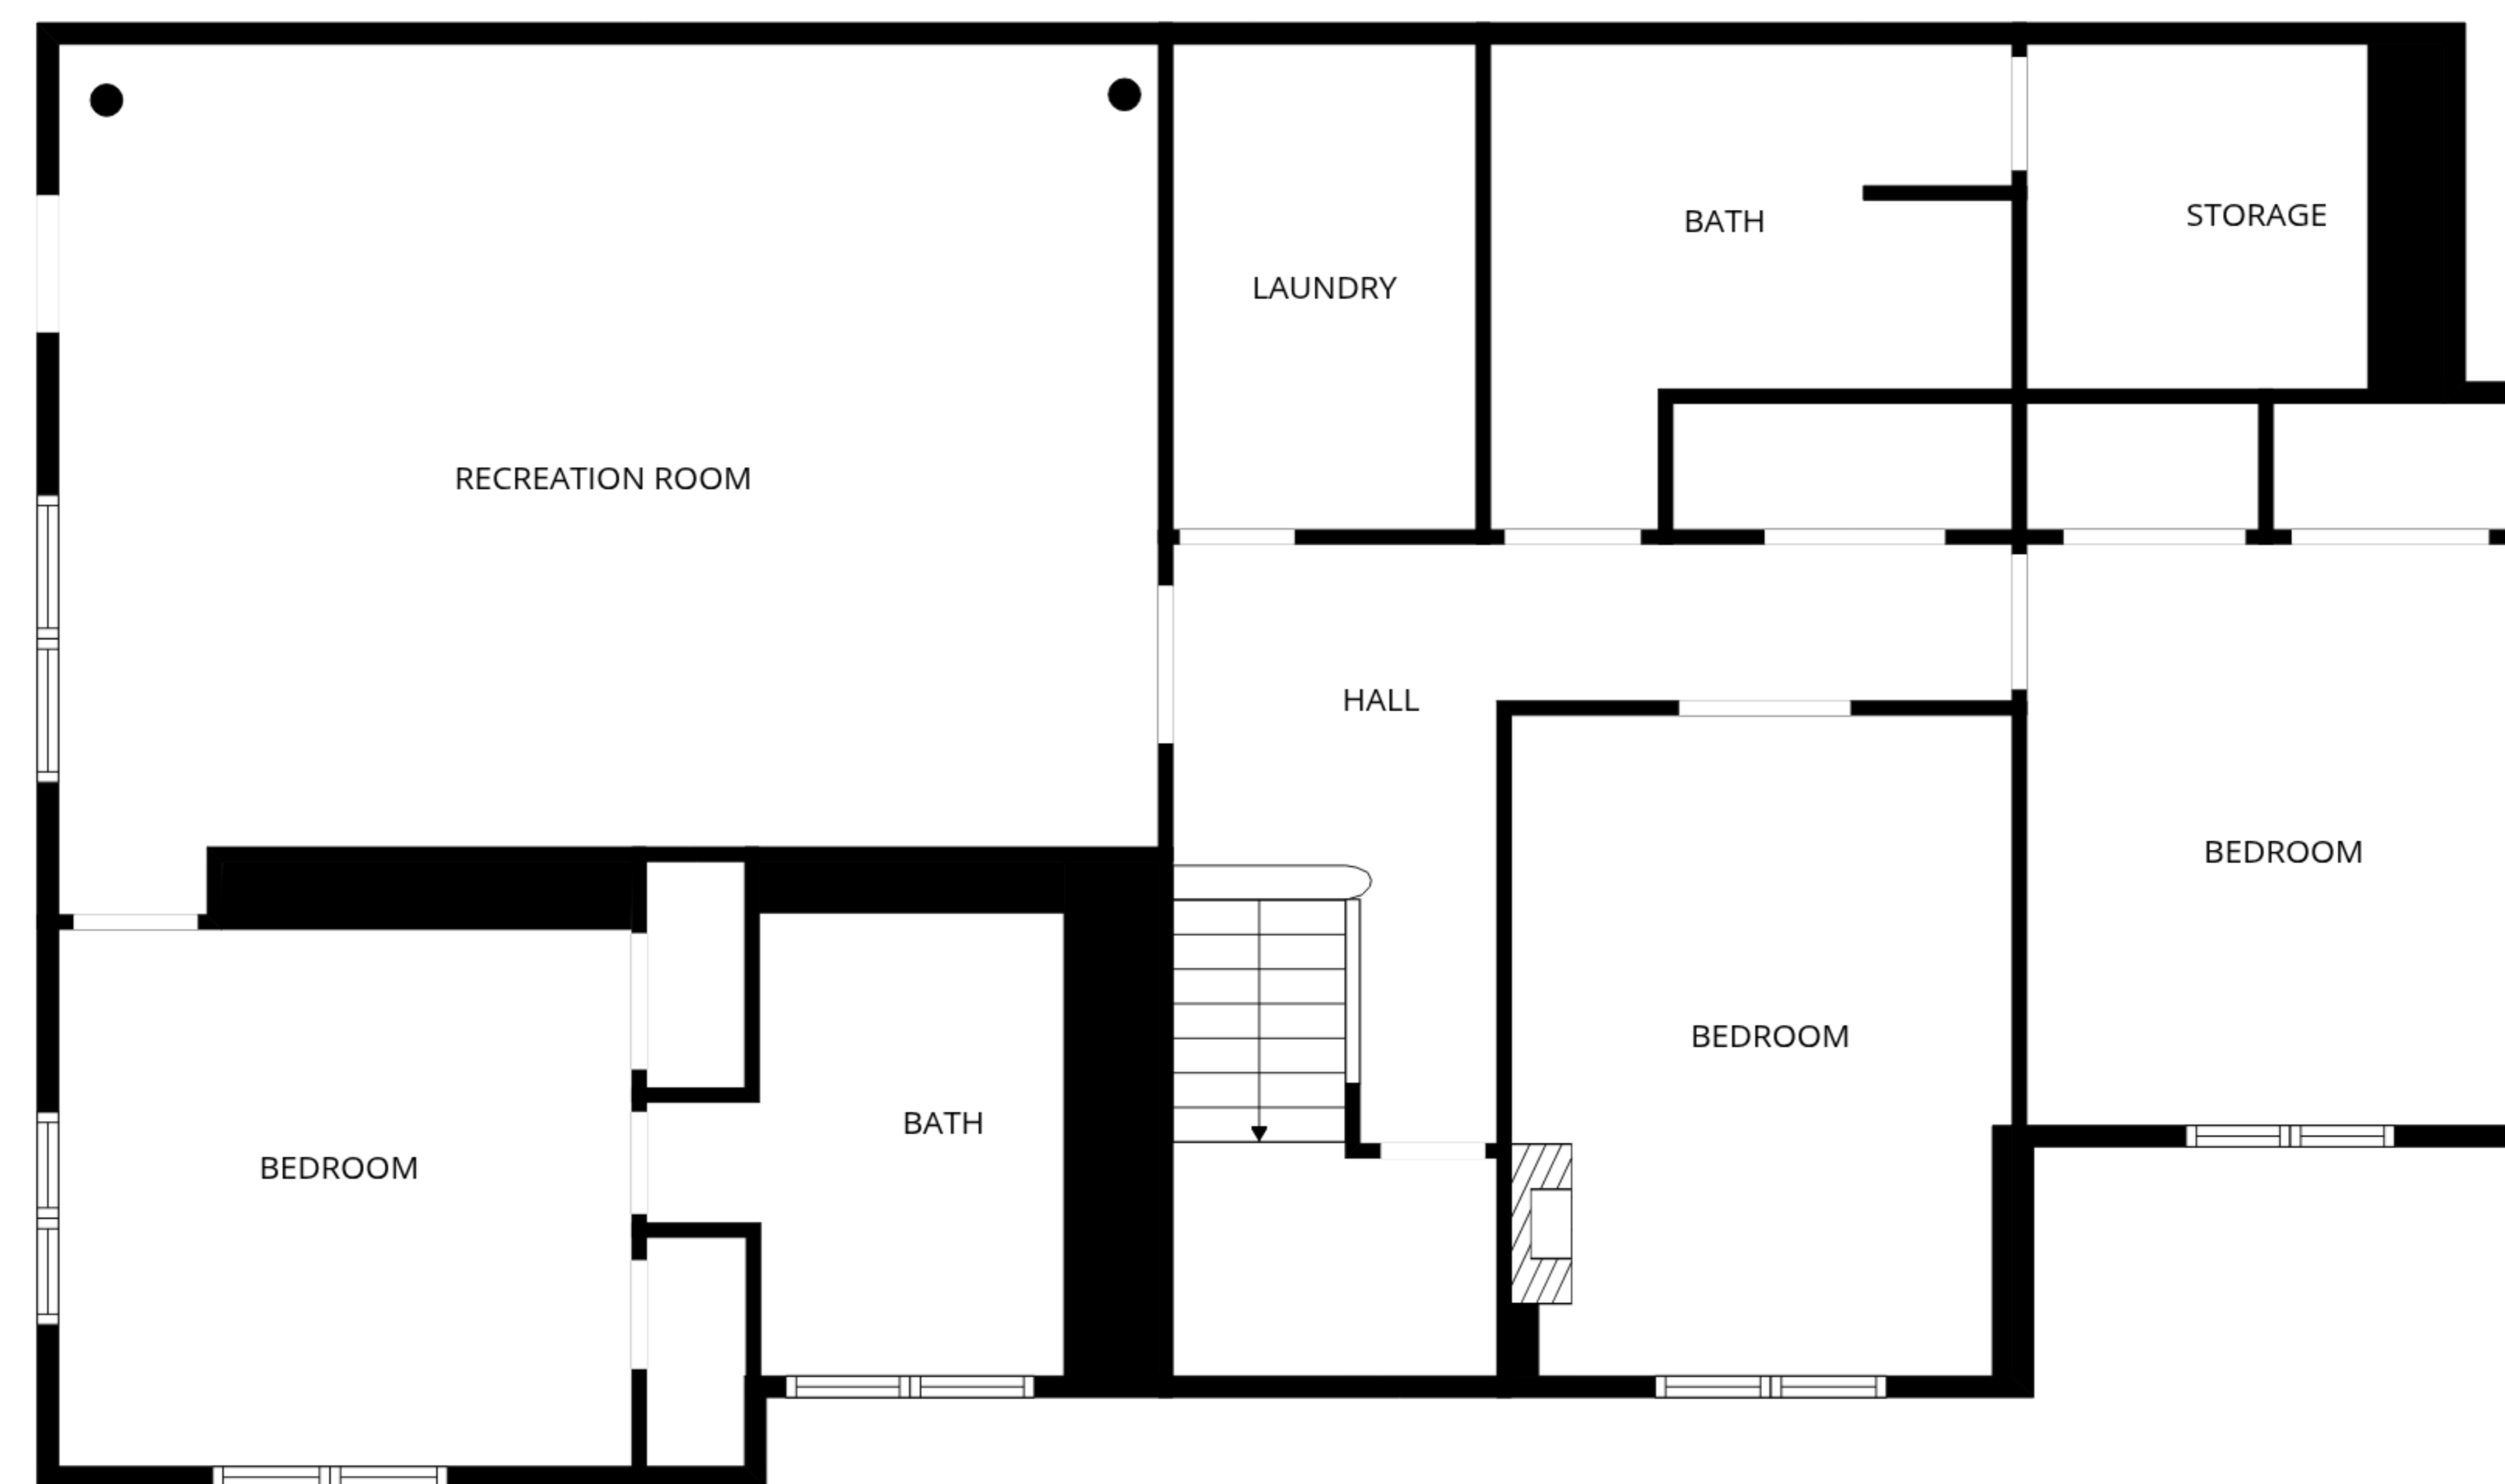 BATH
STORAGE
LAUNDRY
RECREATION ROOM
HALL
BEDROOM
BEDROOM
BATH
BEDROOM